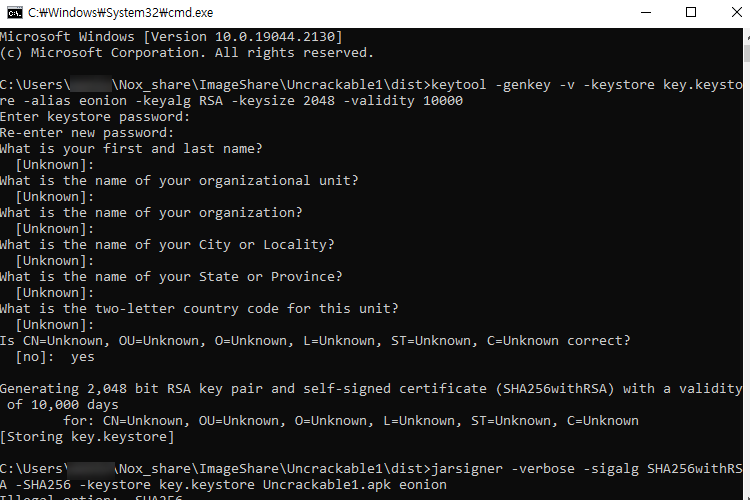 C:\Windows\System32\cmd.exe
Microsoft Windows [Version 10.0.19044.2130]
(c) Microsoft Corporation. All rights reserved.
C:\Users\ \Nox_share\ImageShare\Uncrackable1\dist>keytool -genkey -v -keystore key.keysto
re -alias eonion -keyalg RSA -keysize 2048 -validity 10000
Enter keystore password:
Re-enter new password:
What is your first and last name?
  [Unknown]:
What is the name of your organizational unit?
  [Unknown]:
What is the name of your organization?
  [Unknown]:
What is the name of your City or Locality?
  [Unknown]:
What is the name of your State or Province?
  [Unknown]:
What is the two-letter country code for this unit?
  [Unknown]:
Is CN=Unknown, OU=Unknown, O=Unknown, L=Unknown, ST=Unknown, C=Unknown correct?
  [no]:  yes
Generating 2,048 bit RSA key pair and self-signed certificate (SHA256withRSA) with a validity
 of 10,000 days
        for: CN=Unknown, OU=Unknown, O=Unknown, L=Unknown, ST=Unknown, C=Unknown
[Storing key.keystore]
C:\Users\ \Nox_share\ImageShare\Uncrackable1\dist>jarsigner -verbose -sigalg SHA256withRS
A -SHA256 -keystore key.keystore Uncrackable1.apk eonion
Illegal option: -SHA256